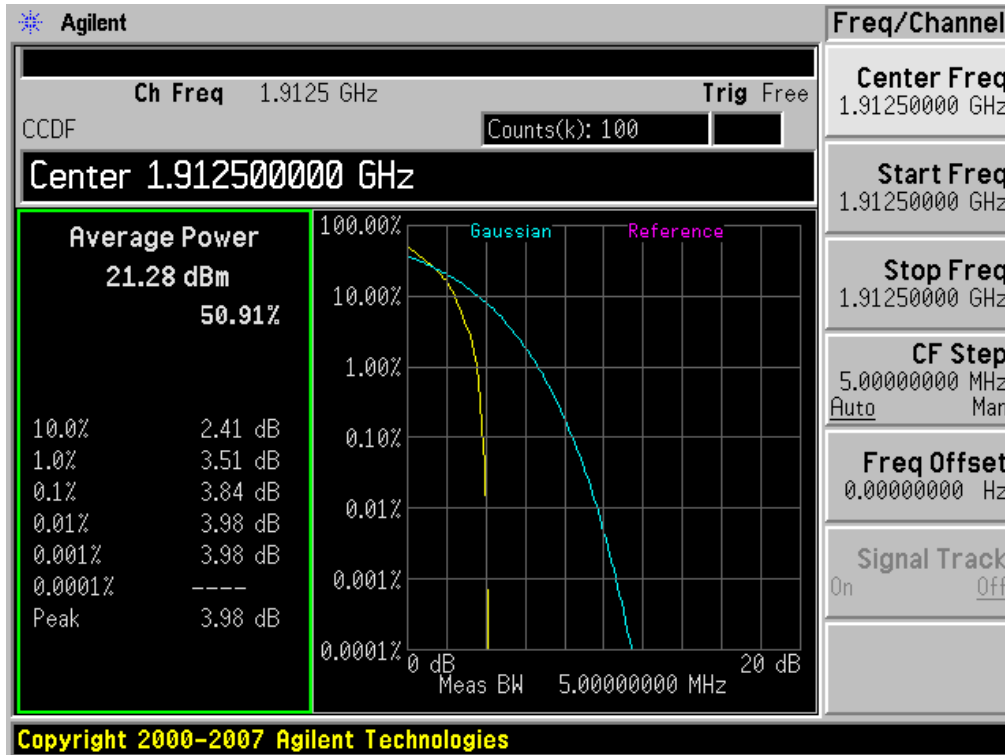 Agilent
Freq/Channel
Ch Freq 1.9125 GHz Trig Free
CCDF Counts(k): 100
Center 1.912500000 GHz
Average Power
21.28 dBm
50.91%
10.0% 2.41 dB
1.0% 3.51 dB
0.1% 3.84 dB
0.01% 3.98 dB
0.001% 3.98 dB
0.0001% ----
Peak 3.98 dB
Gaussian Reference
100.00%
10.00%
1.00%
0.10%
0.01%
0.001%
0.0001%
0 dB 20 dB
Meas BW 5.00000000 MHz
Center Freq
1.91250000 GHz
Start Freq
1.91250000 GHz
Stop Freq
1.91250000 GHz
CF Step
5.00000000 MHz
Auto Man
Freq Offset
0.00000000 Hz
Signal Track
On Off
Copyright 2000-2007 Agilent Technologies